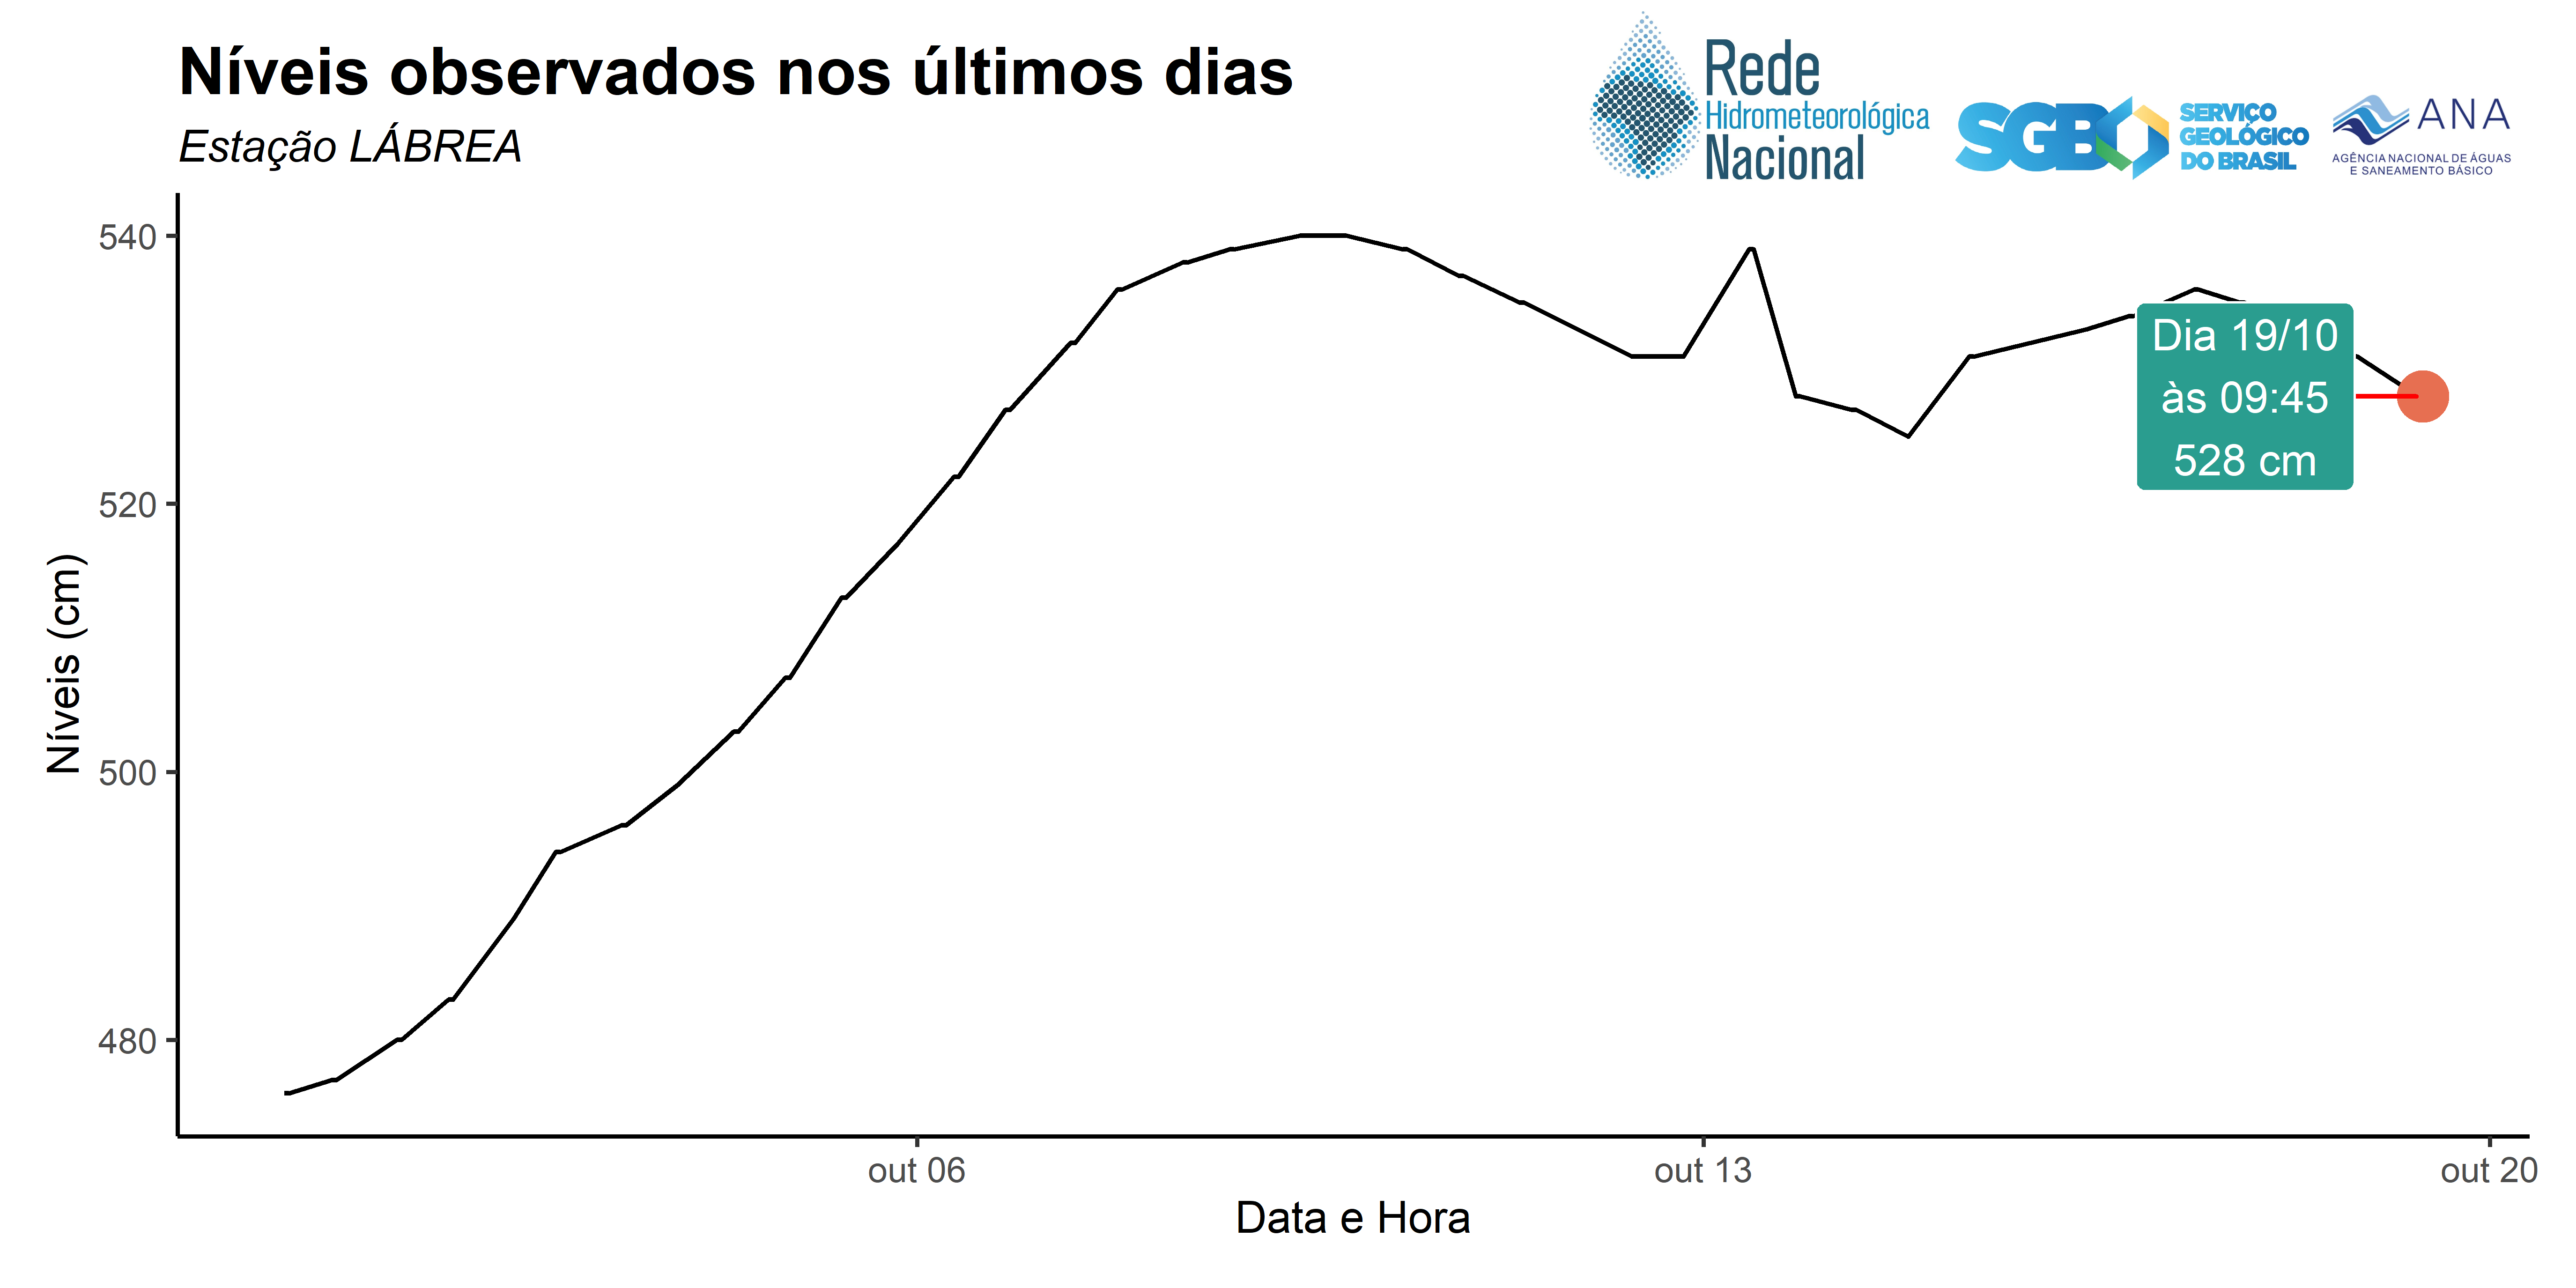 Níveis observados nos últimos dias
Estação LÁBREA
Rede
Hidrometeorológica
Nacional
SGB
SERVIÇO
GEOLÓGICO
DO BRASIL
ANA
AGÊNCIA NACIONAL DE ÁGUAS
E SANEAMENTO BÁSICO
540
520
500
480
Níveis (cm)
Dia 19/10
às 09:45
528 cm
out 06
out 13
out 20
Data e Hora